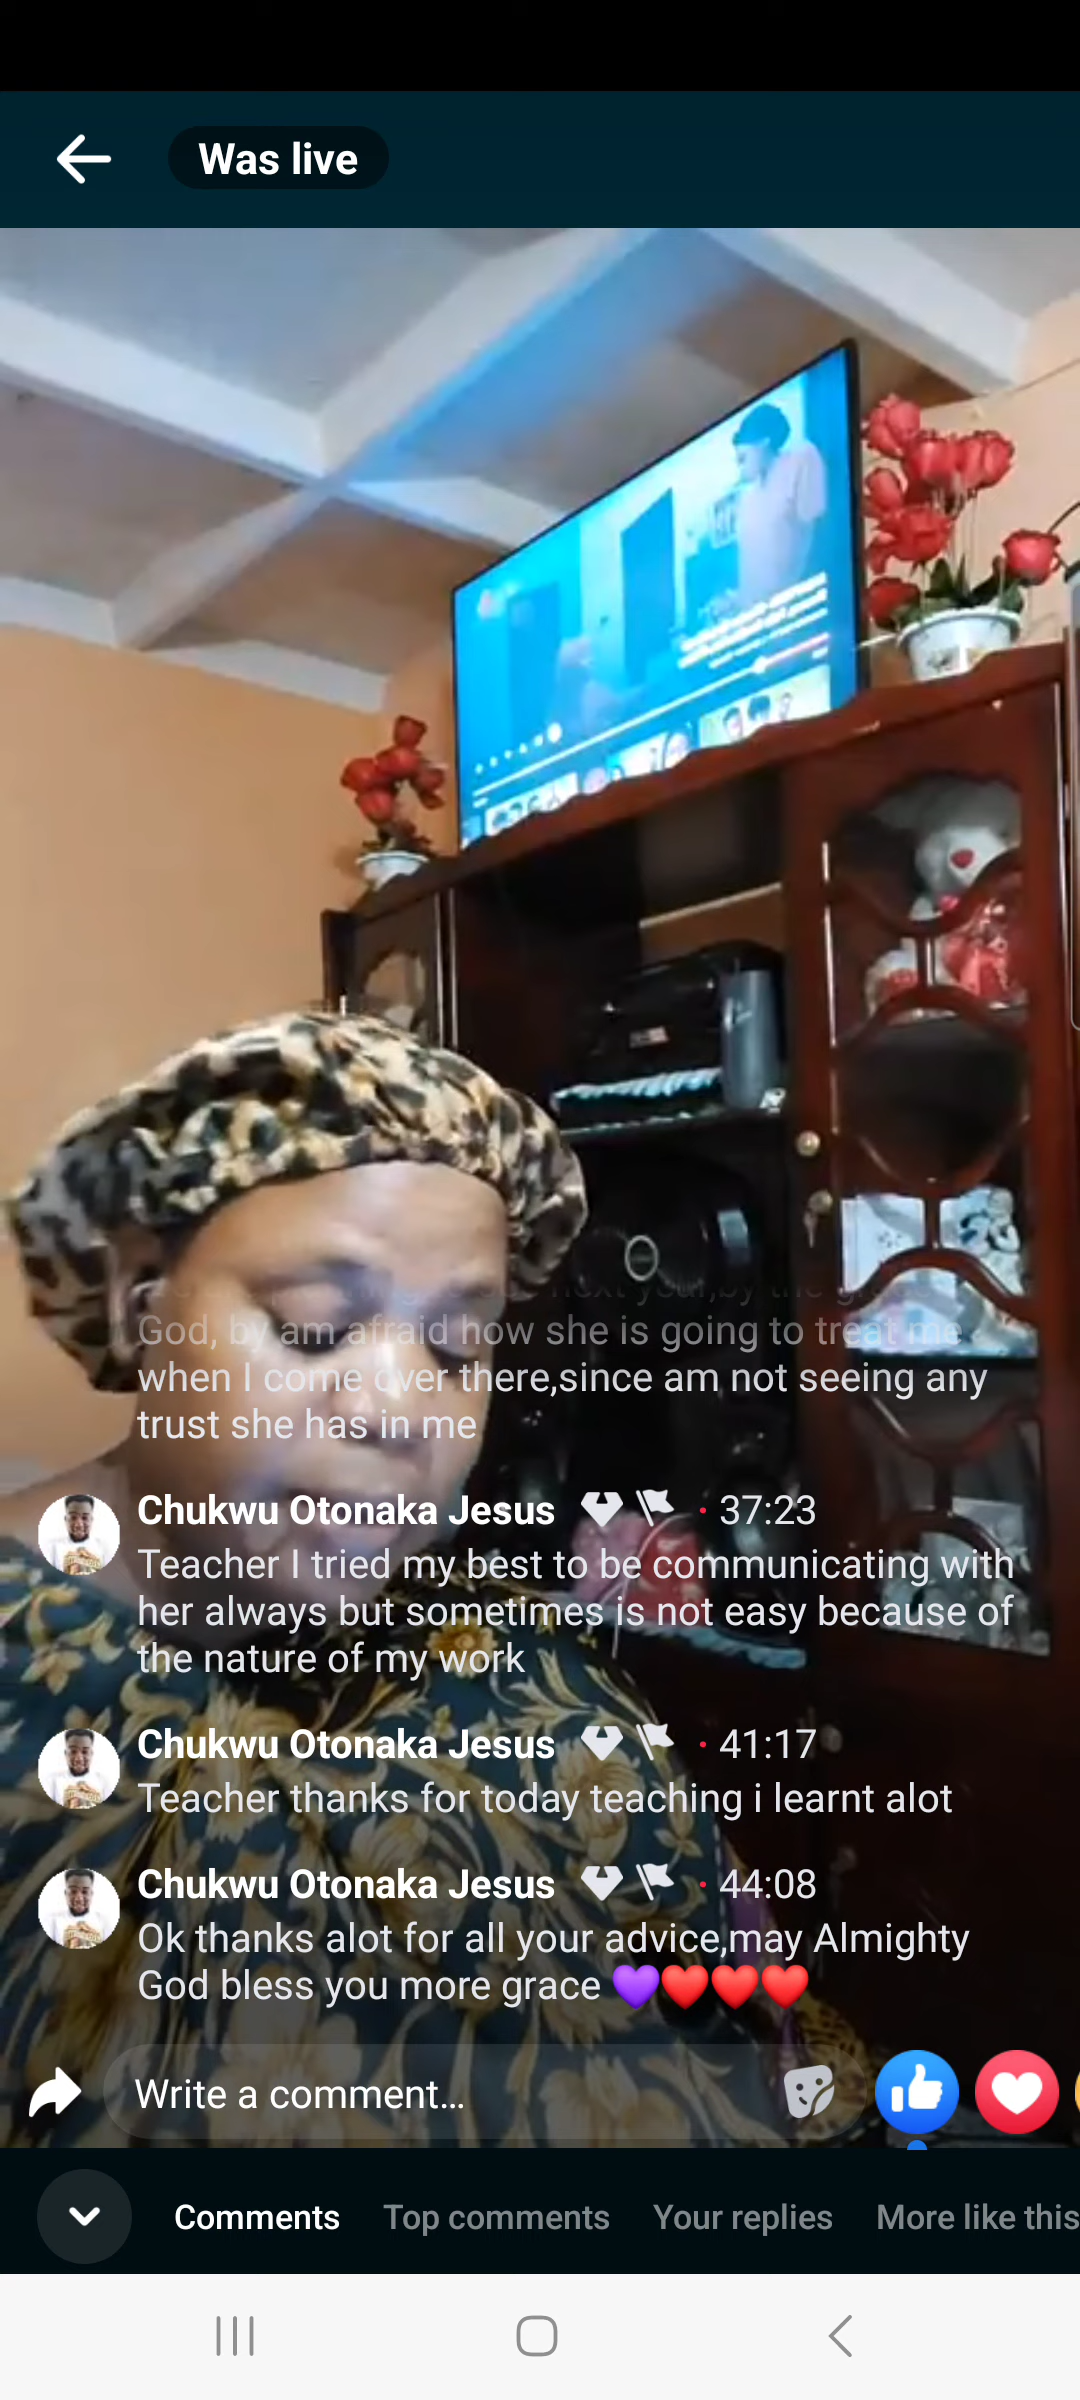 Was live
next year,by the grace
God, by am afraid how she is going to treat me
when I come over there,since am not seeing any
trust she has in me
Chukwu Otonaka Jesus · 37:23
Teacher I tried my best to be communicating with
her always but sometimes is not easy because of
the nature of my work
Chukwu Otonaka Jesus · 41:17
Teacher thanks for today teaching i learnt alot
Chukwu Otonaka Jesus · 44:08
Ok thanks alot for all your advice,may Almighty
God bless you more grace 💜❤️❤️❤️
Write a comment...
Comments Top comments Your replies More like this